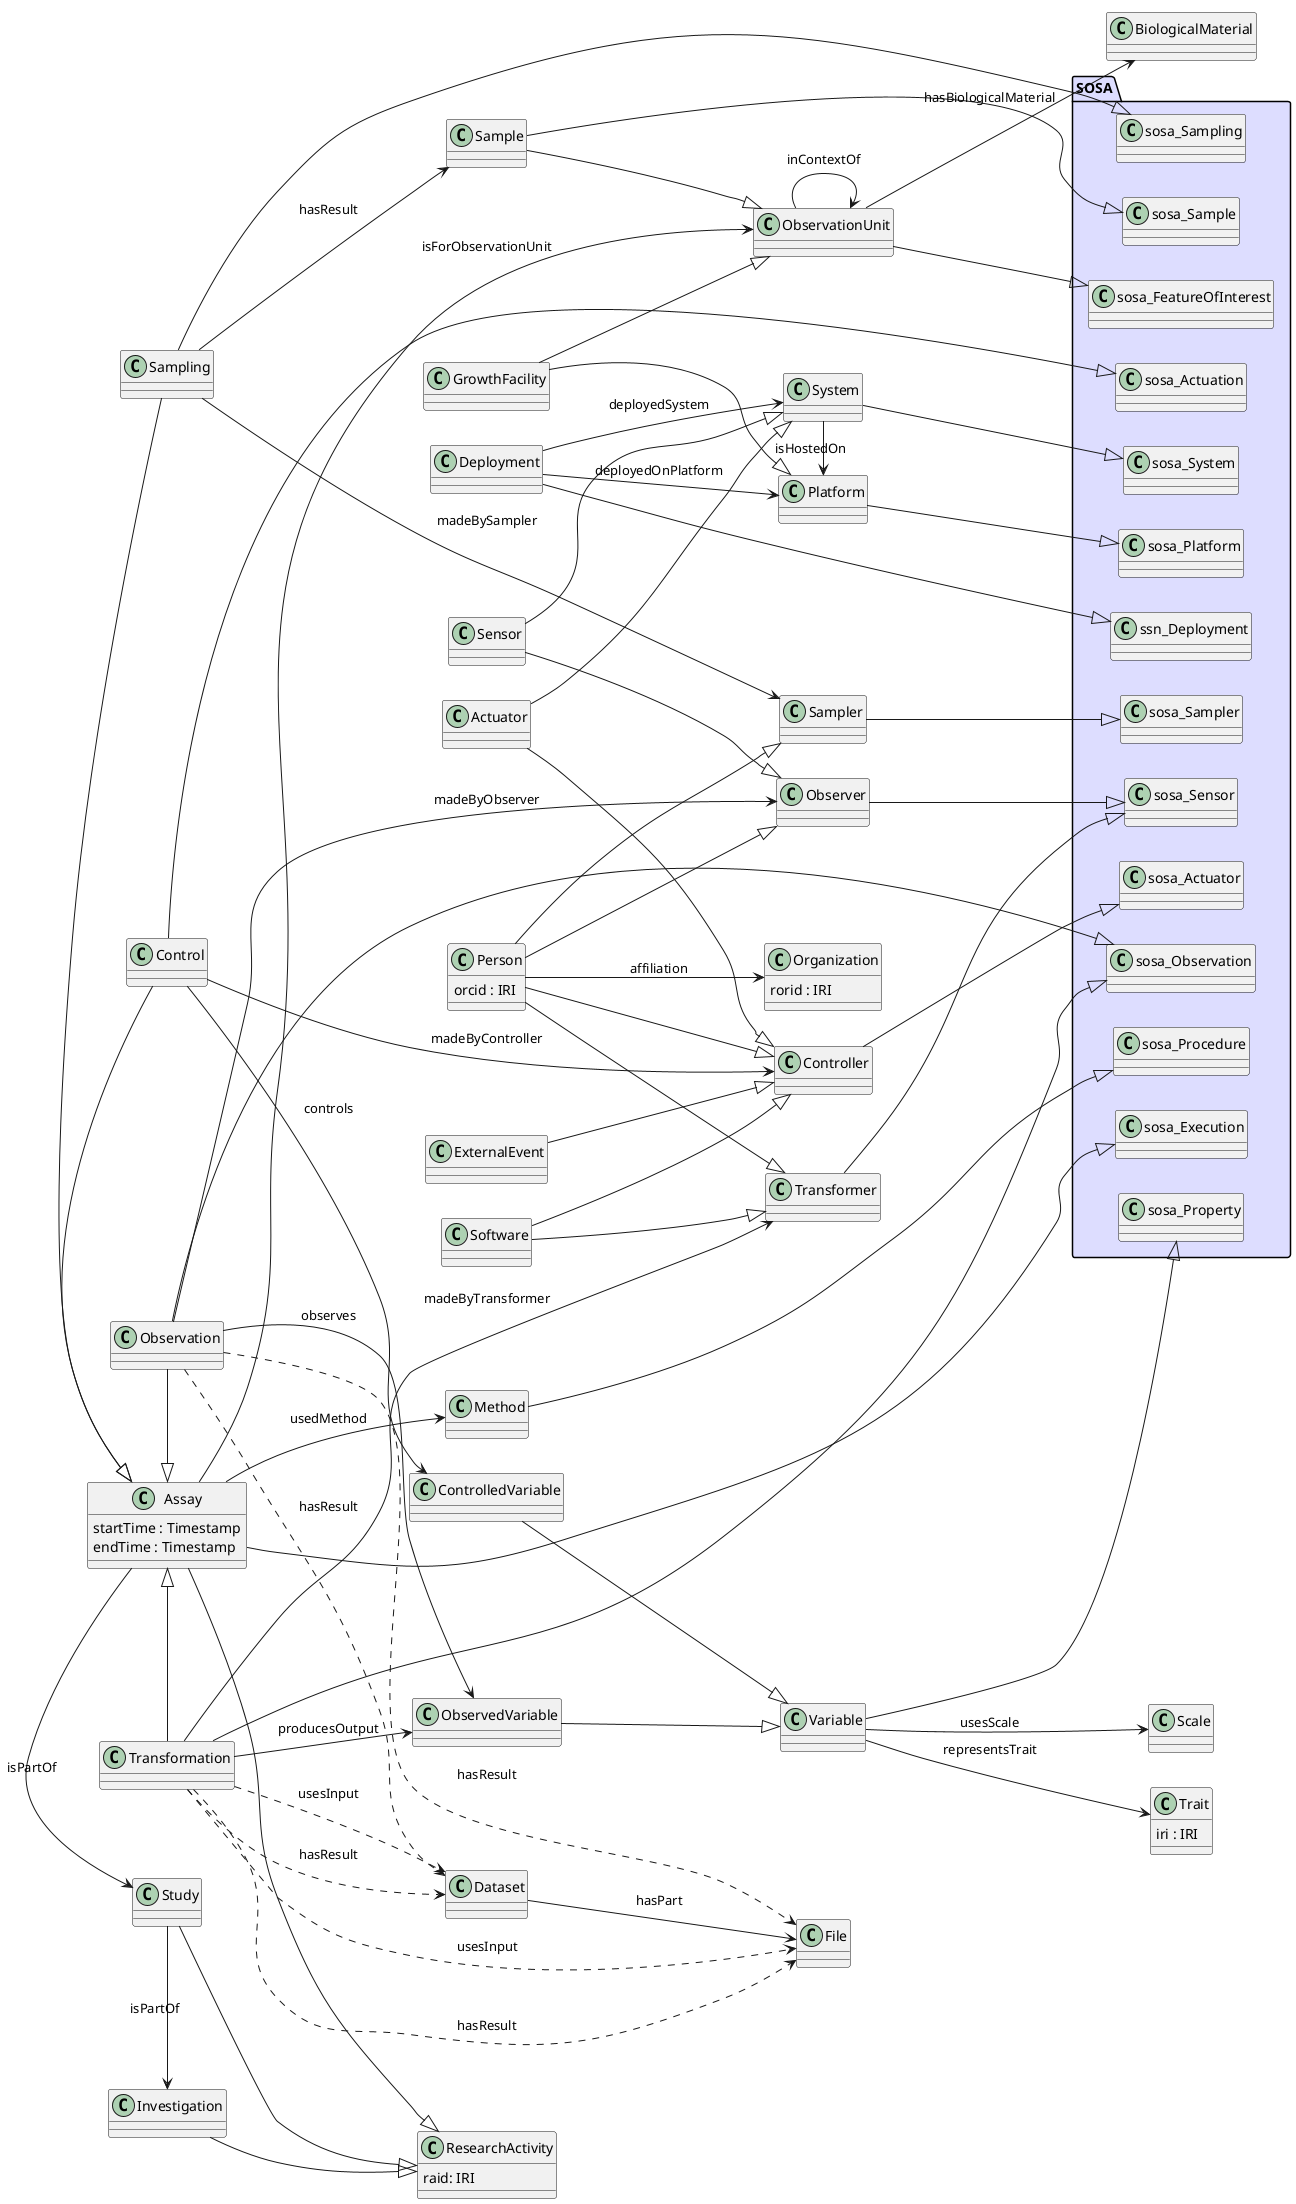 BiologicalMaterial
SOSA
hasBiologicalMaterial
sosa_Sampling
Sample
inContextOf
hasResult
sosa_Sample
isForObservationUnit
ObservationUnit
sosa_FeatureOfInterest
Sampling
GrowthFacility
System
sosa_Actuation
deployedSystem
Deployment
isHostedOn
sosa_System
deployedOnPlatform
Platform
madeBySampler
sosa_Platform
Sensor
ssn_Deployment
Actuator
Sampler
sosa_Sampler
madeByObserver
Observer
sosa_Sensor
sosa_Actuator
Control
Person
orcid : IRI
affiliation
Organization
rorid : IRI
sosa_Observation
madeByController
Controller
sosa_Procedure
controls
ExternalEvent
sosa_Execution
Transformer
Software
sosa_Property
madeByTransformer
observes
Observation
Method
usedMethod
ControlledVariable
Assay
startTime : Timestamp
endTime : Timestamp
hasResult
ObservedVariable
Variable
usesScale
Scale
producesOutput
Transformation
representsTrait
isPartOf
hasResult
Trait
iri : IRI
usesInput
hasResult
Study
Dataset
hasPart
File
usesInput
isPartOf
hasResult
Investigation
ResearchActivity
raid: IRI